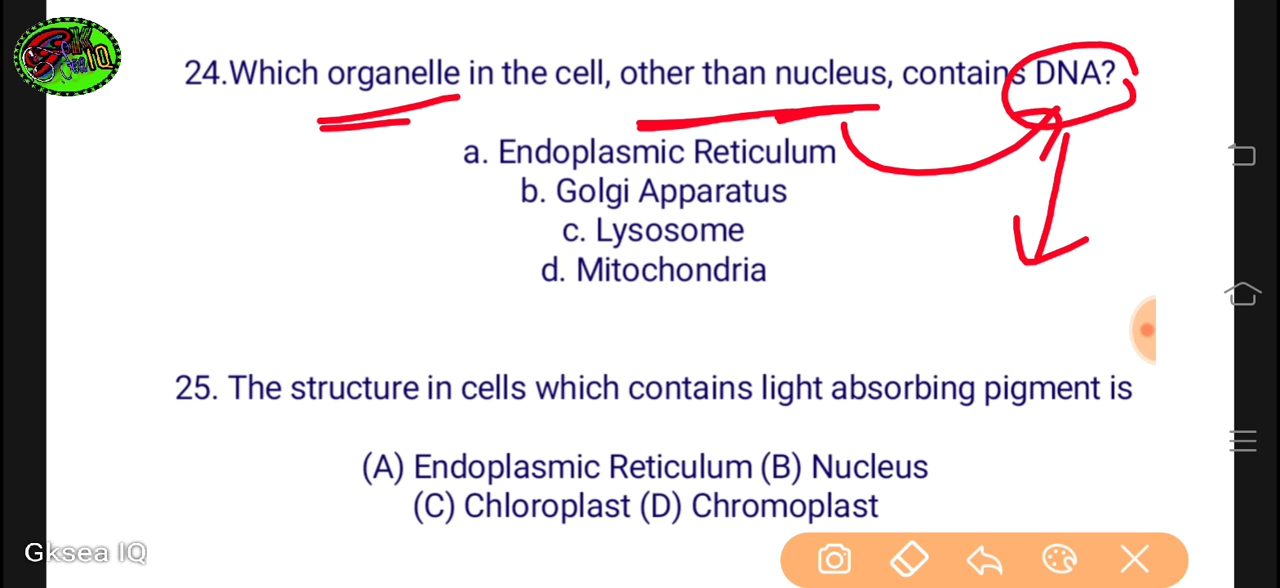 24.Which organelle in the cell, other than nucleus, contains DNA?
a. Endoplasmic Reticulum
b. Golgi Apparatus
c. Lysosome
d. Mitochondria
25. The structure in cells which contains light absorbing pigment is
(A) Endoplasmic Reticulum (B) Nucleus
(C) Chloroplast (D) Chromoplast
Gksea IQ